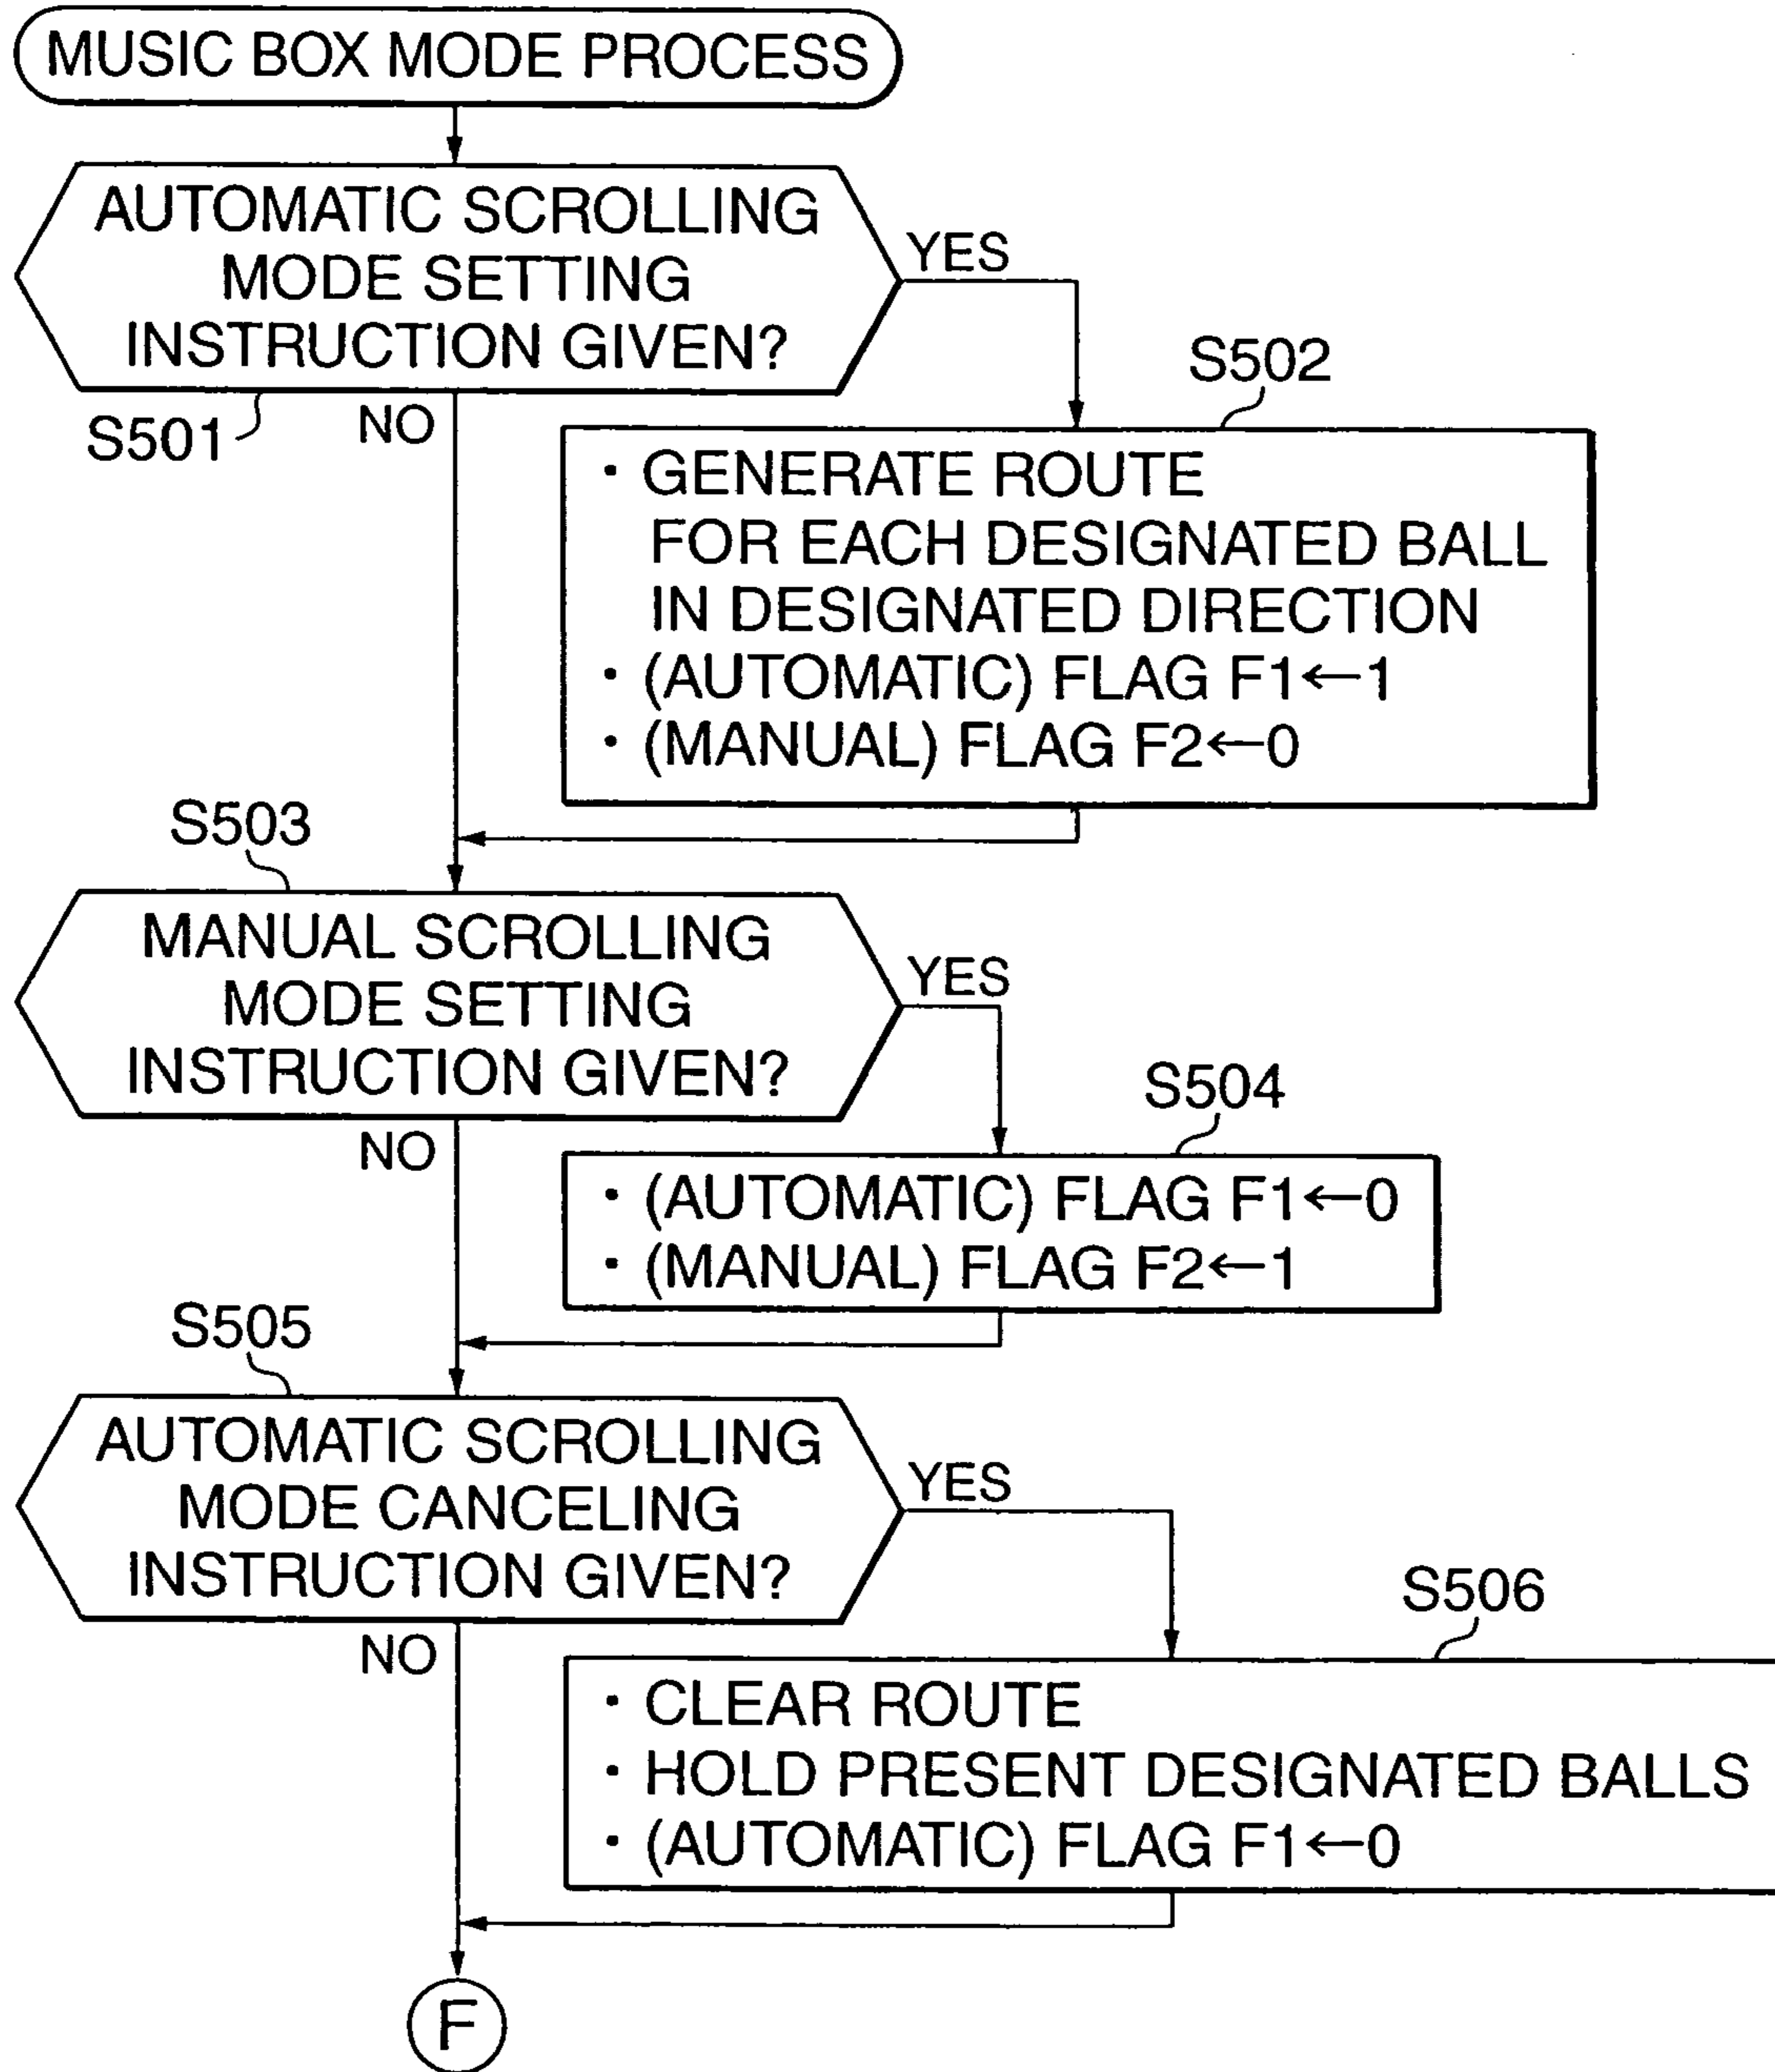 MUSIC BOX MODE PROCESS
AUTOMATIC SCROLLING
MODE SETTING
INSTRUCTION GIVEN?
YES
S501
NO
S502
· GENERATE ROUTE
FOR EACH DESIGNATED BALL
IN DESIGNATED DIRECTION
· (AUTOMATIC) FLAG F1←1
· (MANUAL) FLAG F2←0
S503
MANUAL SCROLLING
MODE SETTING
INSTRUCTION GIVEN?
YES
NO
S504
· (AUTOMATIC) FLAG F1←0
· (MANUAL) FLAG F2←1
S505
AUTOMATIC SCROLLING
MODE CANCELING
INSTRUCTION GIVEN?
YES
NO
S506
· CLEAR ROUTE
· HOLD PRESENT DESIGNATED BALLS
· (AUTOMATIC) FLAG F1←0
F